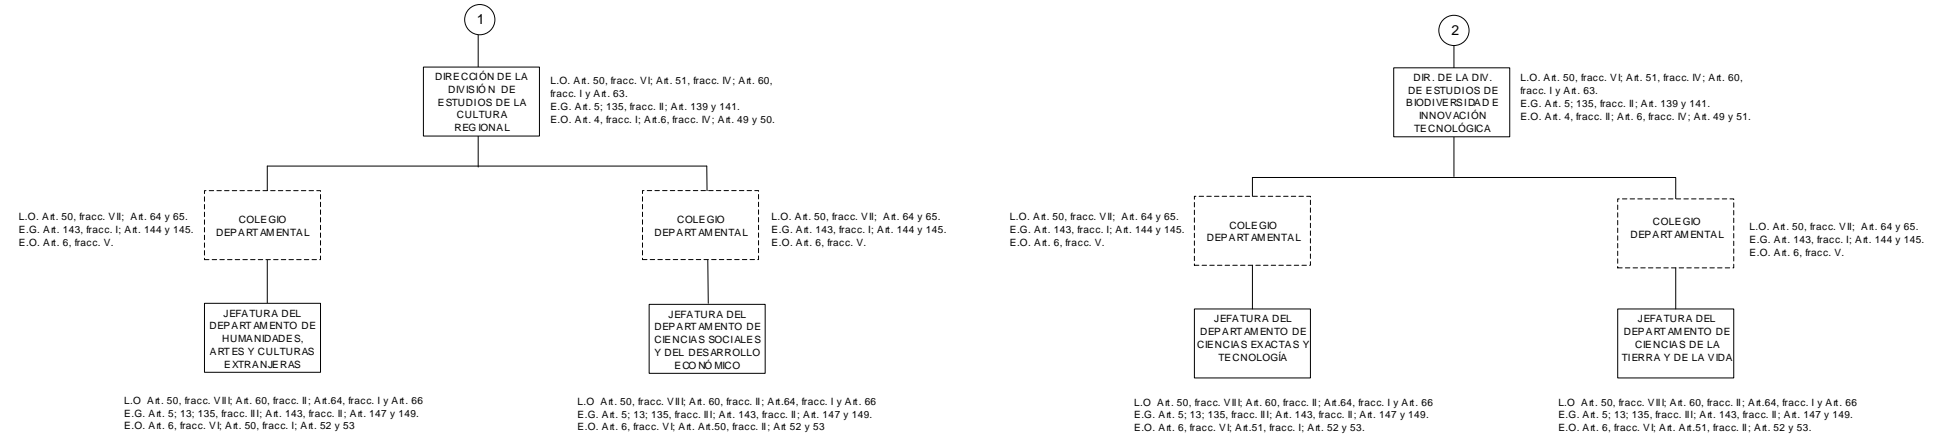 1
DIRECCIÓN DE LA
DIVISIÓN DE
ESTUDIOS DE LA
CULTURA
REGIONAL
L.O. Art. 50, fracc. VI; Art. 51, fracc. IV; Art. 60,
fracc. I y Art. 63.
E.G. Art. 5; 135, fracc. II; Art. 139 y 141.
E.O. Art. 4, fracc. I; Art.6, fracc. IV; Art. 49 y 50.
L.O. Art. 50, fracc. VII; Art. 64 y 65.
E.G. Art. 143, fracc. I; Art. 144 y 145.
E.O. Art. 6, fracc. V.
COLEGIO
DEPARTAMENTAL
COLEGIO
DEPARTAMENTAL
L.O. Art. 50, fracc. VII; Art. 64 y 65.
E.G. Art. 143, fracc. I; Art. 144 y 145.
E.O. Art. 6, fracc. V.
JEFATURA DEL
DEPARTAMENTO DE
HUMANIDADES,
ARTES Y CULTURAS
EXTRANJERAS
L.O Art. 50, fracc. VIII; Art. 60, fracc. II; Art.64, fracc. I y Art. 66
E.G. Art. 5; 13; 135, fracc. III; Art. 143, fracc. II; Art. 147 y 149.
E.O. Art. 6, fracc. VI; Art. 50, fracc. I; Art. 52 y 53
JEFATURA DEL
DEPARTAMENTO DE
CIENCIAS SOCIALES
Y DEL DESARROLLO
ECONÓMICO
L.O Art. 50, fracc. VIII; Art. 60, fracc. II; Art.64, fracc. I y Art. 66
E.G. Art. 5; 13; 135, fracc. III; Art. 143, fracc. II; Art. 147 y 149.
E.O. Art. 6, fracc. VI; Art. Art.50, fracc. II; Art 52 y 53
2
DIR. DE LA DIV.
DE ESTUDIOS DE
BIODIVERSIDAD E
INNOVACIÓN
TECNOLÓGICA
L.O. Art. 50, fracc. VI; Art. 51, fracc. IV; Art. 60,
fracc. I y Art. 63.
E.G. Art. 5; 135, fracc. II; Art. 139 y 141.
E.O. Art. 4, fracc. II; Art. 6, fracc. IV; Art. 49 y 51.
L.O. Art. 50, fracc. VII; Art. 64 y 65.
E.G. Art. 143, fracc. I; Art. 144 y 145.
E.O. Art. 6, fracc. V.
COLEGIO
DEPARTAMENTAL
COLEGIO
DEPARTAMENTAL
L.O. Art. 50, fracc. VII; Art. 64 y 65.
E.G. Art. 143, fracc. I; Art. 144 y 145.
E.O. Art. 6, fracc. V.
JEFATURA DEL
DEPARTAMENTO DE
CIENCIAS EXACTAS Y
TECNOLOGÍA
L.O Art. 50, fracc. VIII; Art. 60, fracc. II; Art.64, fracc. I y Art. 66
E.G. Art. 5; 13; 135, fracc. III; Art. 143, fracc. II; Art. 147 y 149.
E.O. Art. 6, fracc. VI; Art.51, fracc. I; Art. 52 y 53.
JEFATURA DEL
DEPARTAMENTO DE
CIENCIAS DE LA
TIERRA Y DE LA VIDA
L.O Art. 50, fracc. VIII; Art. 60, fracc. II; Art.64, fracc. I y Art. 66
E.G. Art. 5; 13; 135, fracc. III; Art. 143, fracc. II; Art. 147 y 149.
E.O. Art. 6, fracc. VI; Art. Art.51, fracc. II; Art. 52 y 53.